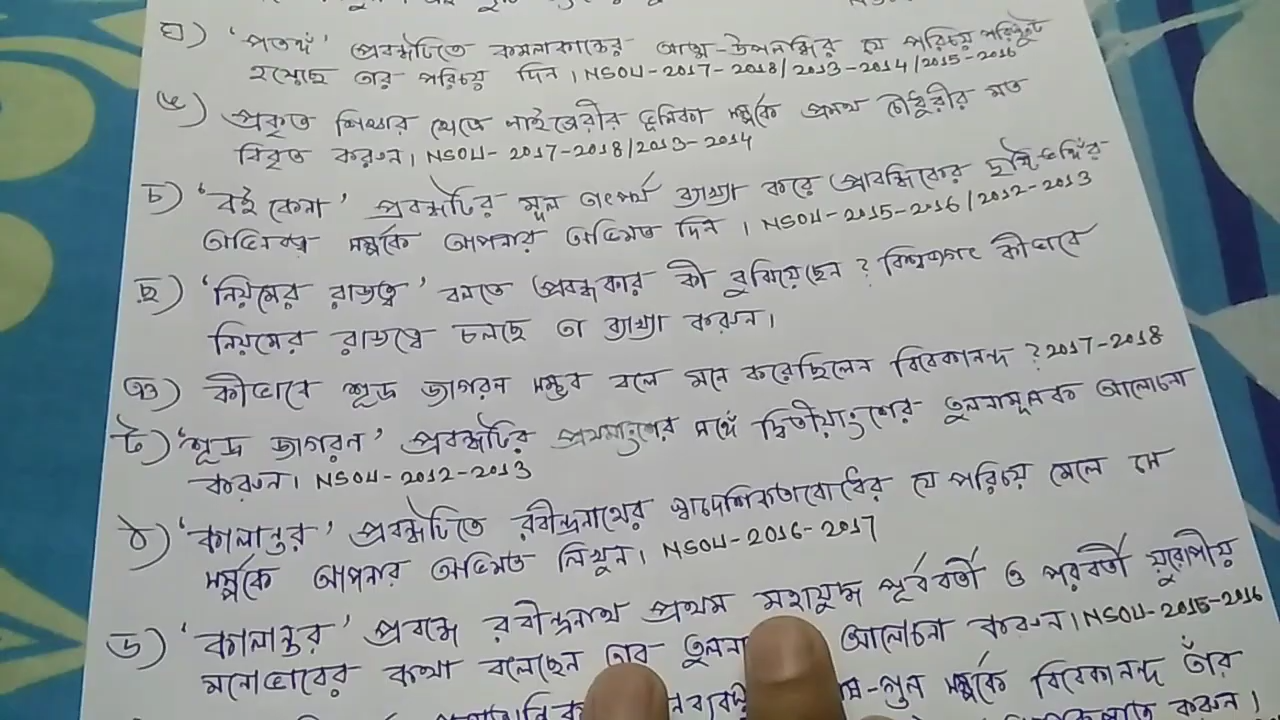 ঘ) 'পতঙ্গ' প্রবন্ধটিতে কমলাকান্তের আত্ম-উপলব্ধির যে পরিচয় পরিস্ফুট
হয়েছে তার পরিচয় দিন। NSOU-2017-2018/2013-2014/2015-2016
ঙ) প্রকৃত শিক্ষার ক্ষেত্রে লাইব্রেরীর ভূমিকা সম্পর্কে প্রমথ চৌধুরীর মত
বিবৃত করুন। NSOU-2017-2018/2013-2014
চ) 'বই কেনা' প্রবন্ধটির মূল তাৎপর্য ব্যাখ্যা করে প্রাবন্ধিকের দৃষ্টিভঙ্গির
অভিনবত্ব সম্পর্কে আপনার অভিমত দিন। NSOU-2015-2016/2012-2013
ছ) 'নিয়মের রাজত্ব' বলতে প্রবন্ধকার কী বুঝিয়েছেন? বিশ্বজগৎ কীভাবে
নিয়মের রাজত্বে চলছে তা ব্যাখ্যা করুন।
ঞ) কীভাবে শূদ্র জাগরন সম্ভব বলে মনে করেছিলেন বিবেকানন্দ? 2017-2018
ট) 'শূদ্র জাগরন' প্রবন্ধটির প্রথমাংশের সঙ্গে দ্বিতীয়াংশের তুলনামূলক আলোচনা
করুন। NSOU-2012-2013
ঠ) 'কালান্তর' প্রবন্ধটিতে রবীন্দ্রনাথের স্বাদেশিকতাবোধের যে পরিচয় মেলে সে
সম্পর্কে আপনার অভিমত লিখুন। NSOU-2016-2017
ড) 'কালান্তর' প্রবন্ধে রবীন্দ্রনাথ প্রথম মহাযুদ্ধ পূর্ববর্তী ও পরবর্তী য়ুরোপীয়
মনোভাবের কথা বলেছেন তার আলোচনা করুন। NSOU-2015-2016
সম্পর্কে বিবেকানন্দ তাঁর
করুন।